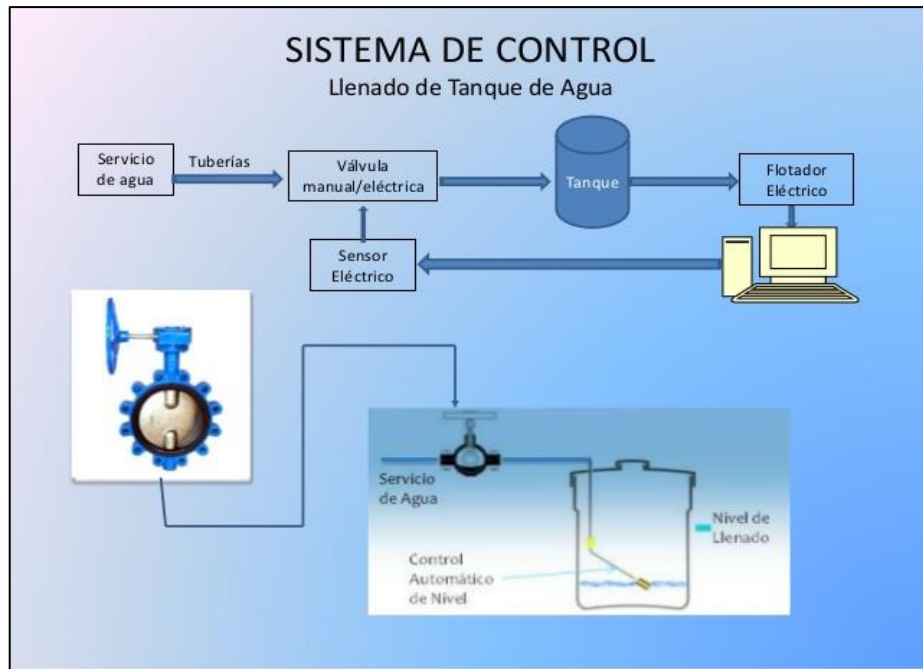 SISTEMA DE CONTROL
Llenado de Tanque de Agua
Servicio
de agua
Tuberías
Válvula
manual/eléctrica
Tanque
Flotador
Eléctrico
Sensor
Eléctrico
Servicio
de Agua
Nivel de
Llenado
Control
Automático
de Nivel